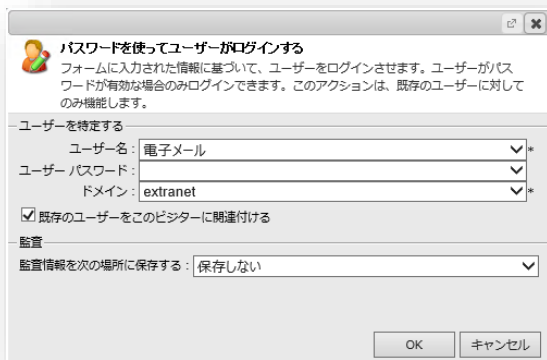 パスワードを使ってユーザーがログインする
フォームに入力された情報に基づいて、ユーザーをログインさせます。ユーザーがパス
ワードが有効な場合のみログインできます。このアクションは、既存のユーザーに対して
のみ機能します。
ユーザーを特定する
ユーザー名： 電子メール *
ユーザー パスワード：
ドメイン： extranet *
既存のユーザーをこのビジターに関連付ける
監査
監査情報を次の場所に保存する： 保存しない
OK キャンセル